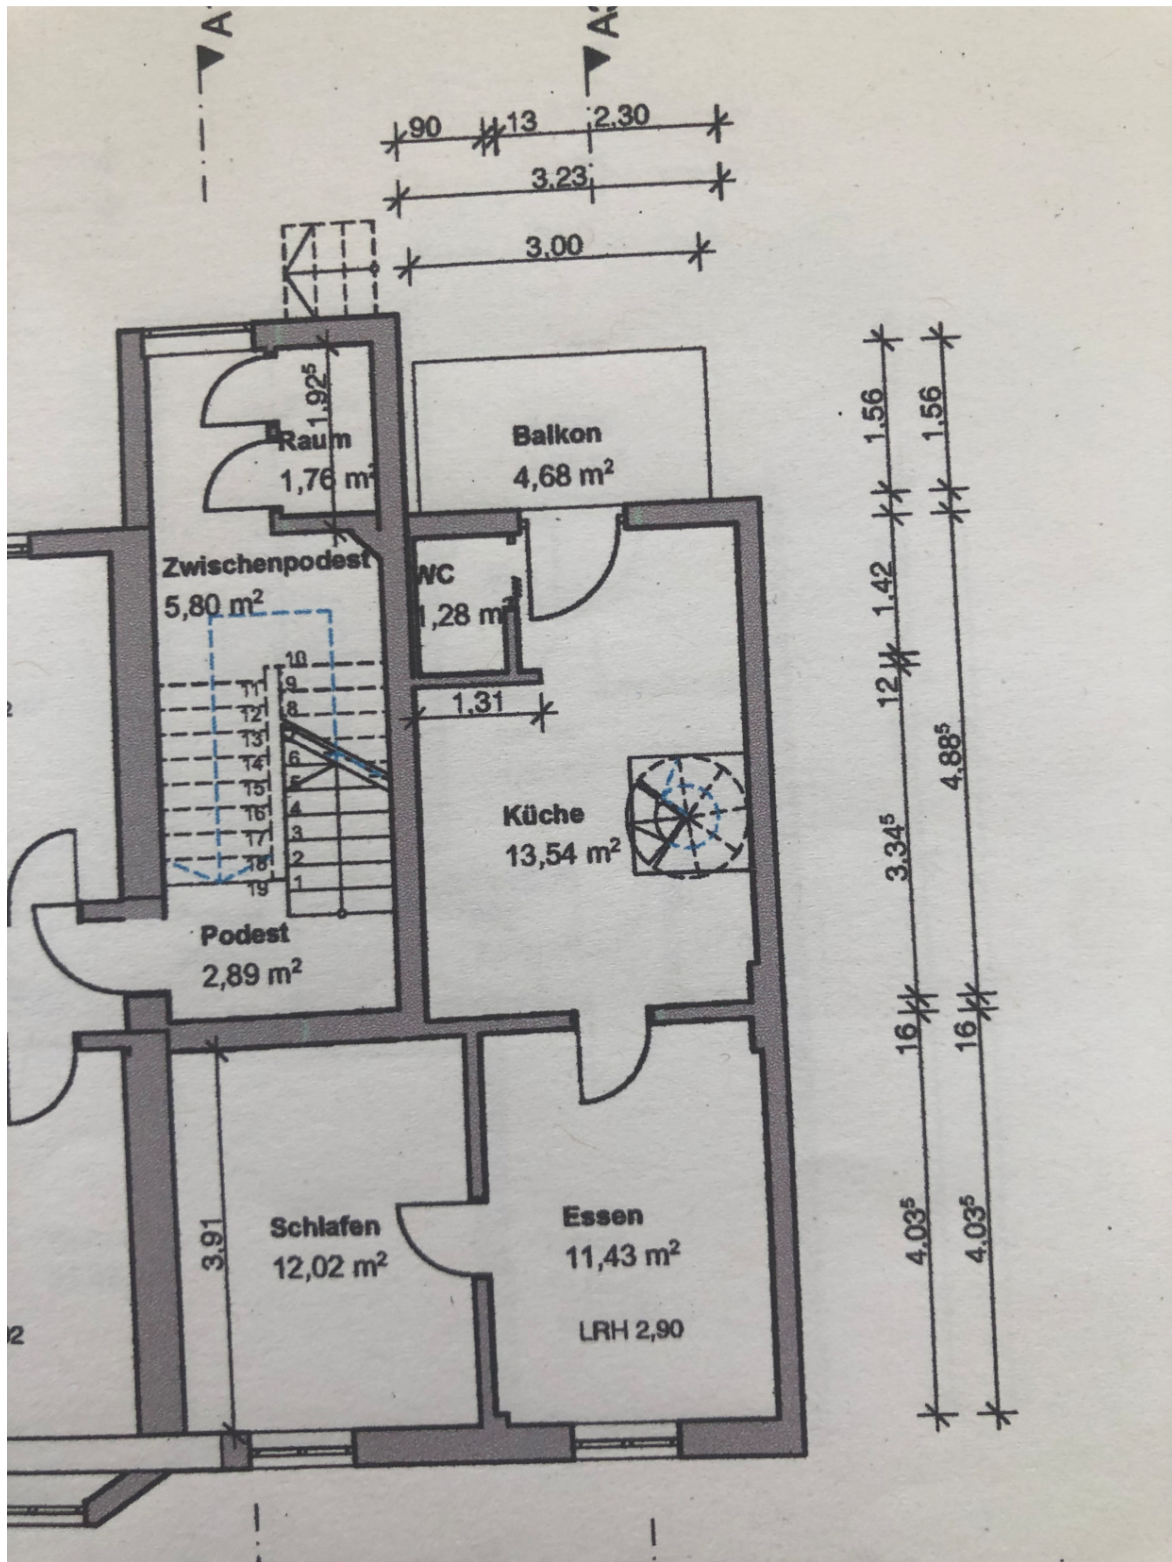 90
13
2.30
3.23
3,00
1.92⁵
1.56
1.56
Raum
1,76 m²
Balkon
4,68 m²
Zwischenpodest
5,80 m²
WC
1,28 m²
1.42
12
1,31
10
9
8
6
5
4
3
2
1
11
12
13
14
15
16
17
18
19
Küche
13,54 m²
3.34⁵
4.88⁵
Podest
2,89 m²
16
16
3.91
Schlafen
12,02 m²
Essen
11,43 m²
LRH 2,90
4.03⁵
4.03⁵